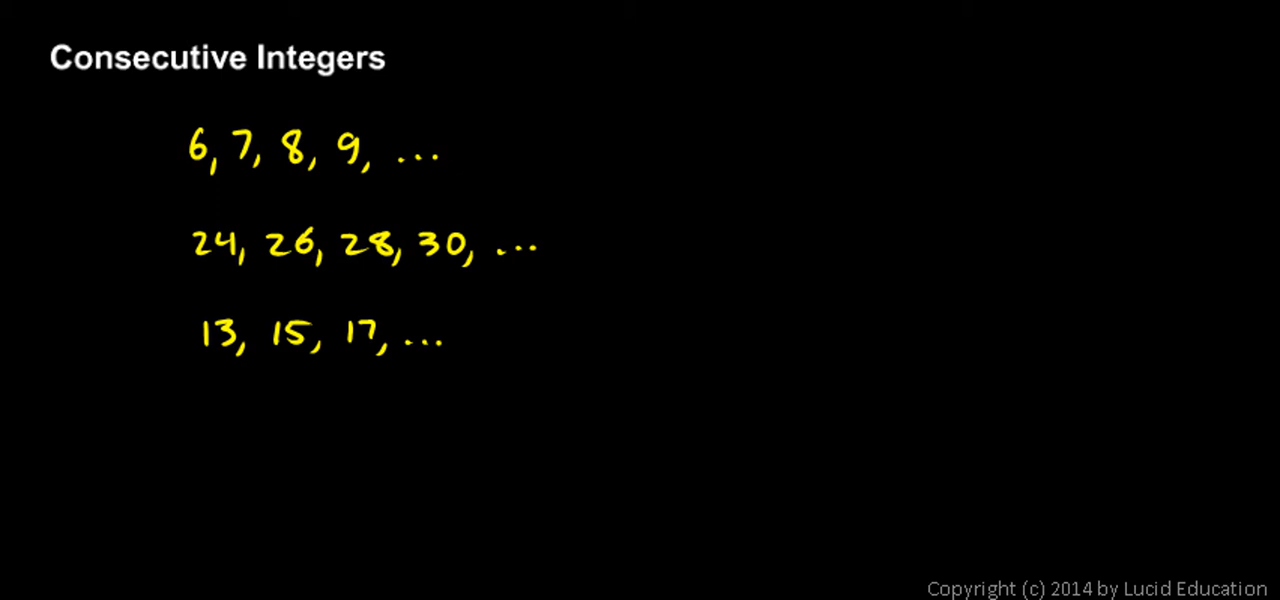 Consecutive Integers
6, 7, 8, 9, ...
24, 26, 28, 30, ...
13, 15, 17, ...
Copyright (c) 2014 by Lucid Education